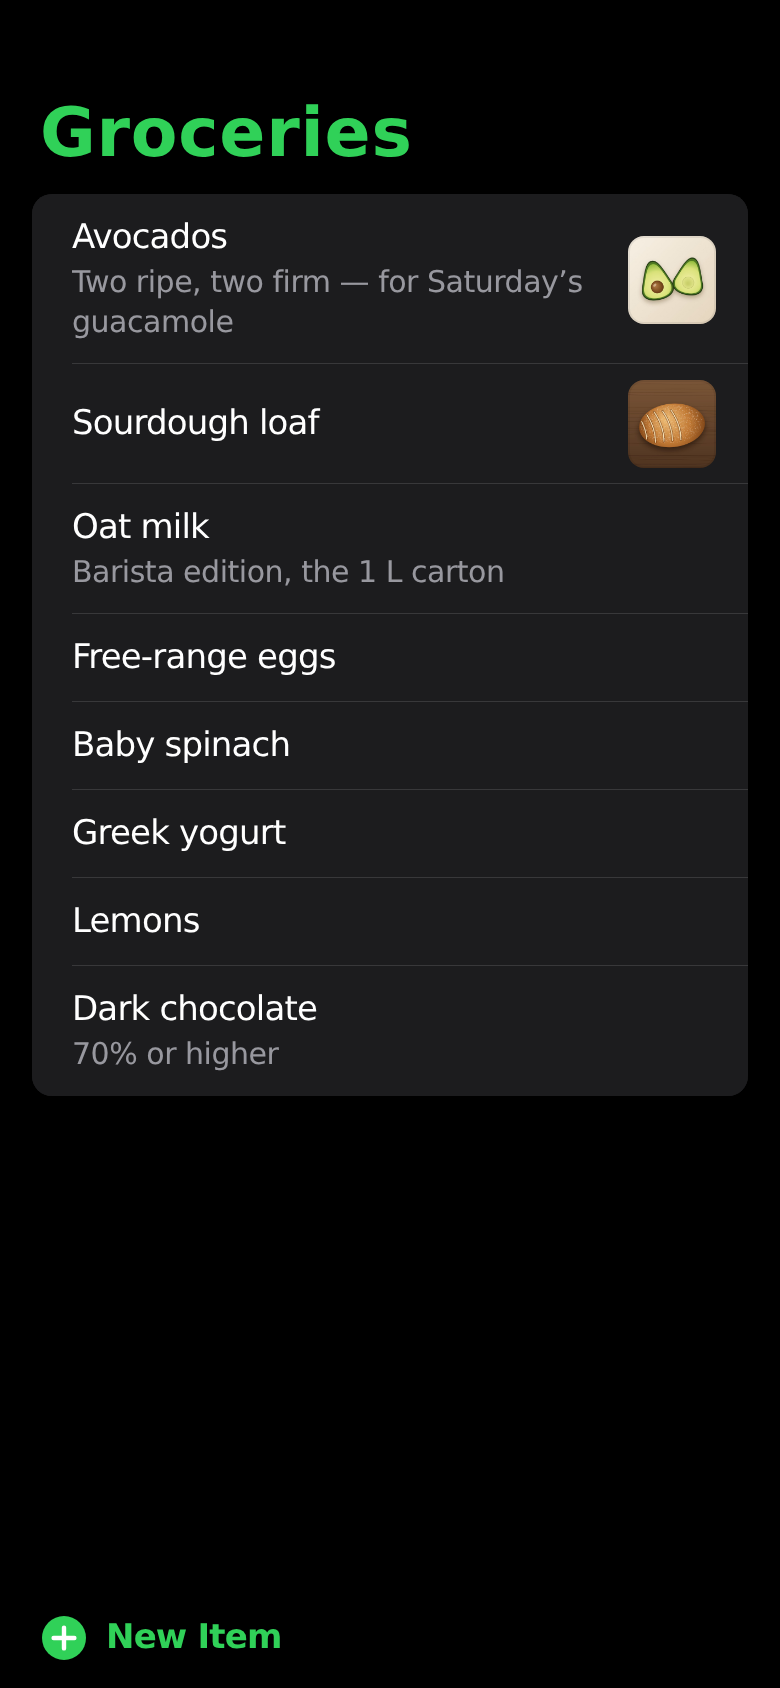 Groceries
Avocados
Two ripe, two firm — for Saturday’s
guacamole
Sourdough loaf
Oat milk
Barista edition, the 1 L carton
Free-range eggs
Baby spinach
Greek yogurt
Lemons
Dark chocolate
70% or higher
New Item